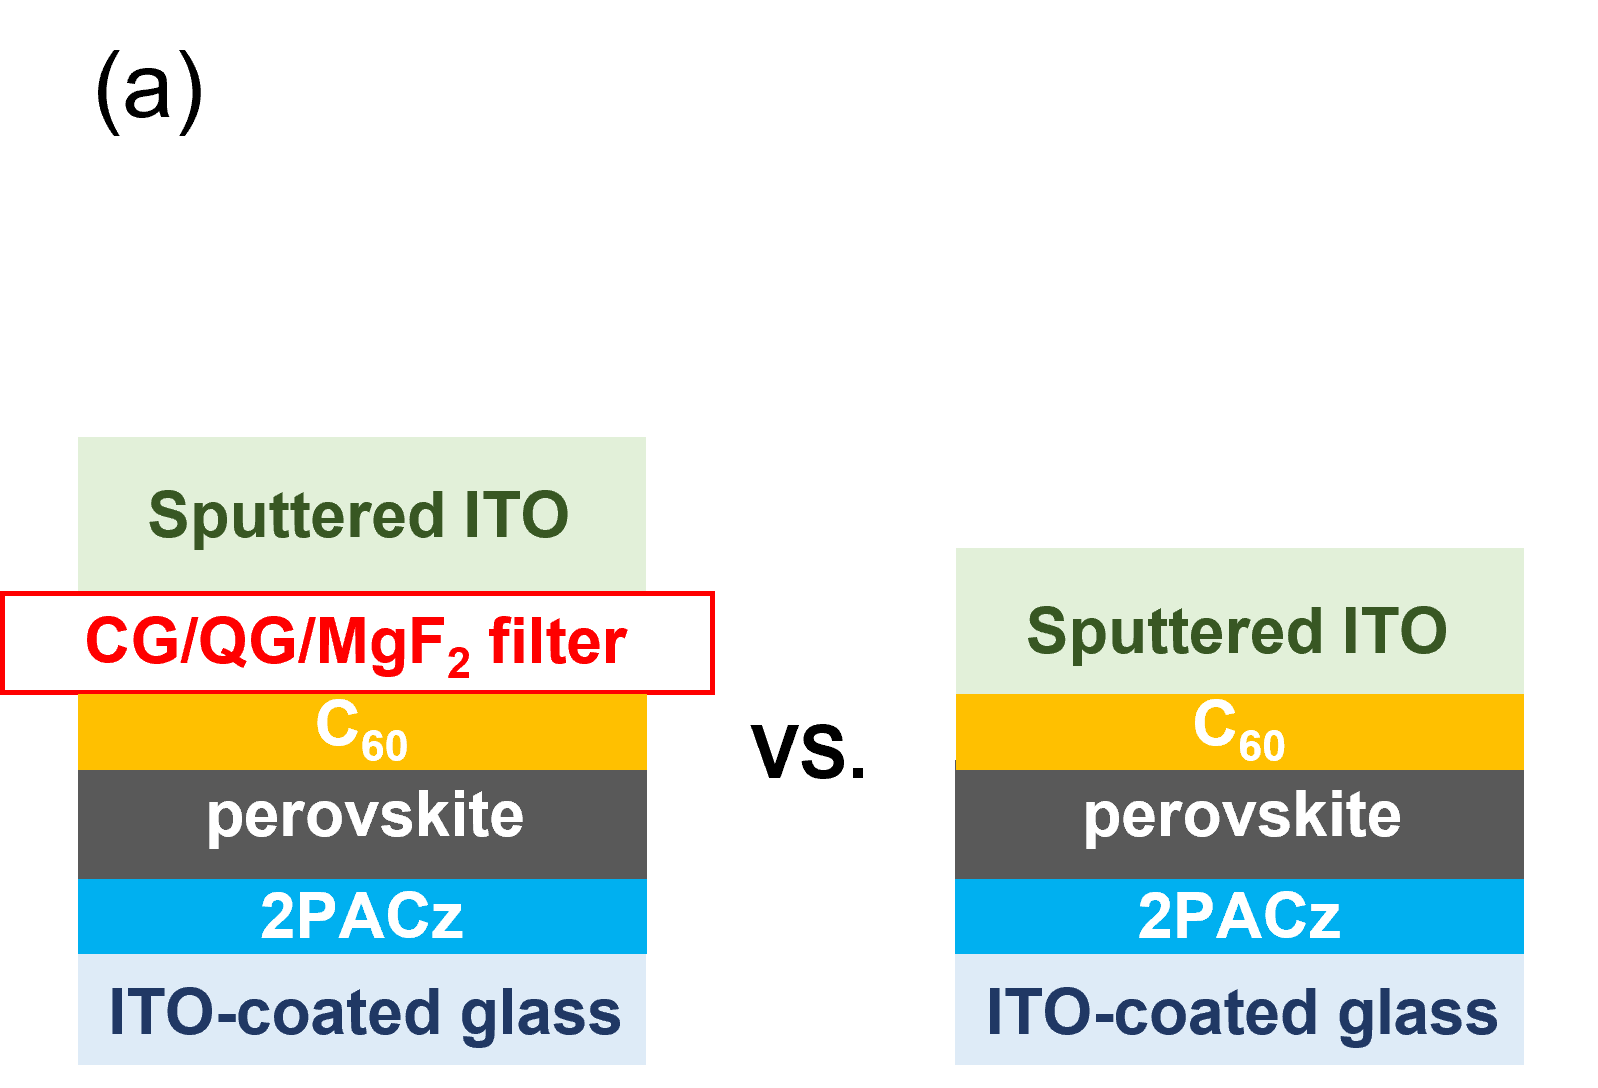 (a)
Sputtered ITO
CG/QG/MgF₂ filter
C₆₀
perovskite
2PACz
ITO-coated glass
VS.
Sputtered ITO
C₆₀
perovskite
2PACz
ITO-coated glass